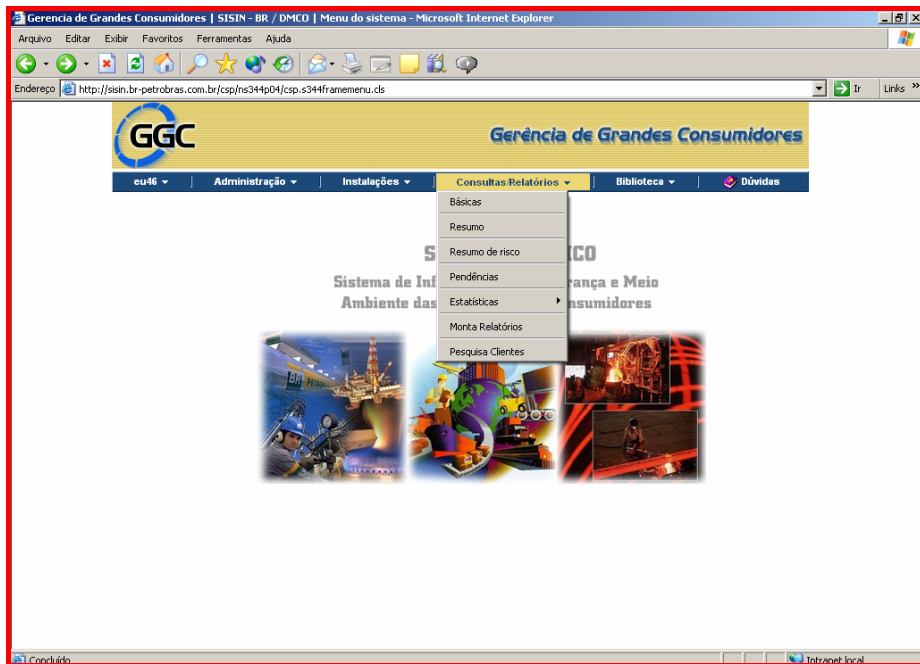 Gerencia de Grandes Consumidores | SISIN - BR / DMCO | Menu do sistema - Microsoft Internet Explorer
Arquivo Editar Exibir Favoritos Ferramentas Ajuda
Endereço http://sisin.br-petrobras.com.br/csp/ns344p04/csp.s344framemenu.cls Ir Links »
GGC Gerência de Grandes Consumidores
eu46 | Administração | Instalações | Consultas/Relatórios | Biblioteca | Dúvidas
Básicas
Resumo
Resumo de risco
Pendências
Estatísticas
Monta Relatórios
Pesquisa Clientes
Sistema de Inf
Ambiente das
e Meio
BR
Concluído Intranet local